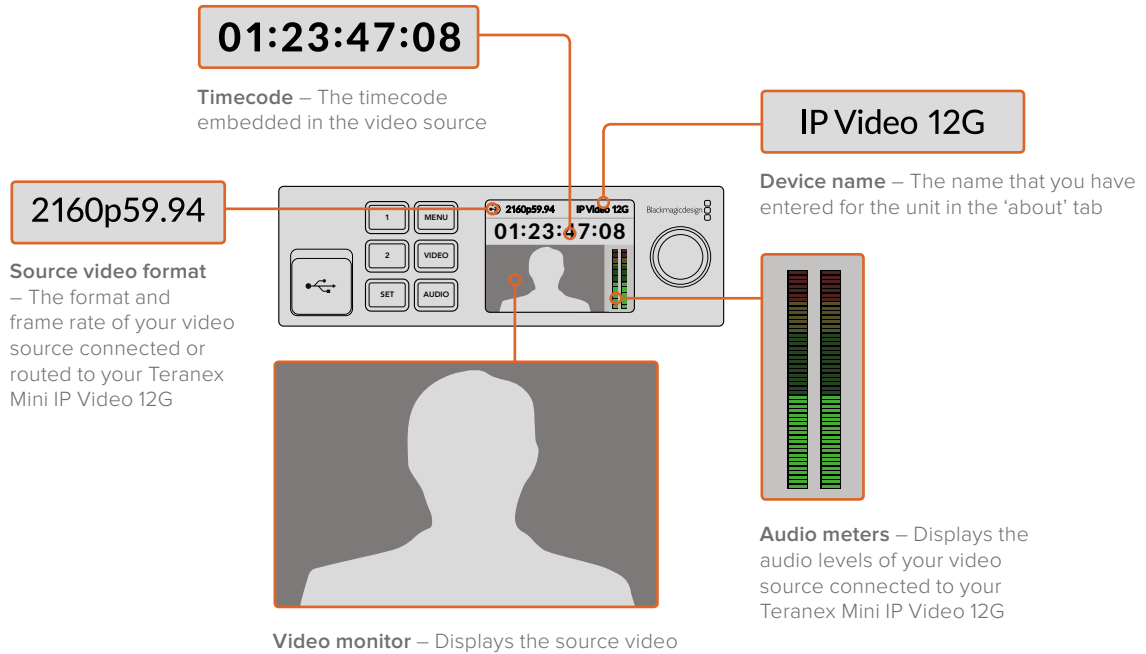 01:23:47:08
Timecode – The timecode
embedded in the video source
IP Video 12G
Device name – The name that you have
entered for the unit in the ‘about’ tab
2160p59.94
Source video format
– The format and
frame rate of your video
source connected or
routed to your Teranex
Mini IP Video 12G
1
MENU
2
VIDEO
SET
AUDIO
2160p59.94
IP Video 12G
01:23:47:08
Blackmagicdesign
Audio meters – Displays the
audio levels of your video
source connected to your
Teranex Mini IP Video 12G
Video monitor – Displays the source video